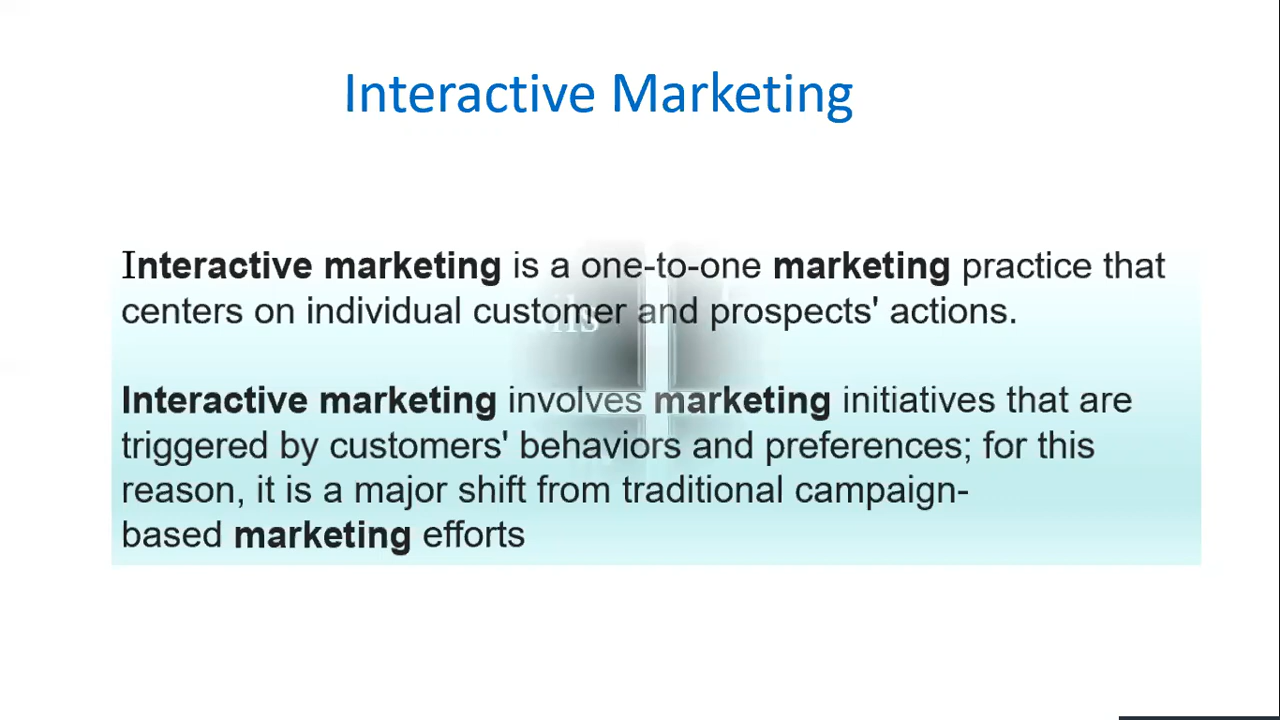 Interactive Marketing
Interactive marketing is a one-to-one marketing practice that
centers on individual customer and prospects' actions.
Interactive marketing involves marketing initiatives that are
triggered by customers' behaviors and preferences; for this
reason, it is a major shift from traditional campaign-
based marketing efforts